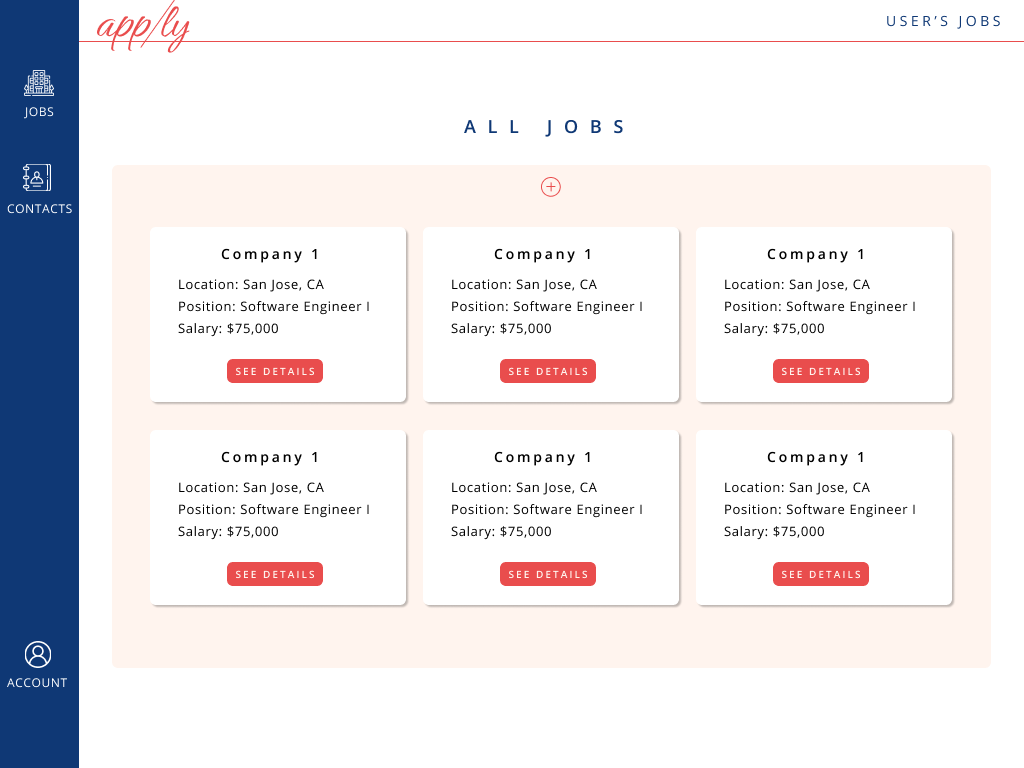 app/ly
USER'S JOBS
JOBS
CONTACTS
ACCOUNT
ALL JOBS
Company 1
Location: San Jose, CA
Position: Software Engineer I
Salary: $75,000
SEE DETAILS
Company 1
Location: San Jose, CA
Position: Software Engineer I
Salary: $75,000
SEE DETAILS
Company 1
Location: San Jose, CA
Position: Software Engineer I
Salary: $75,000
SEE DETAILS
Company 1
Location: San Jose, CA
Position: Software Engineer I
Salary: $75,000
SEE DETAILS
Company 1
Location: San Jose, CA
Position: Software Engineer I
Salary: $75,000
SEE DETAILS
Company 1
Location: San Jose, CA
Position: Software Engineer I
Salary: $75,000
SEE DETAILS